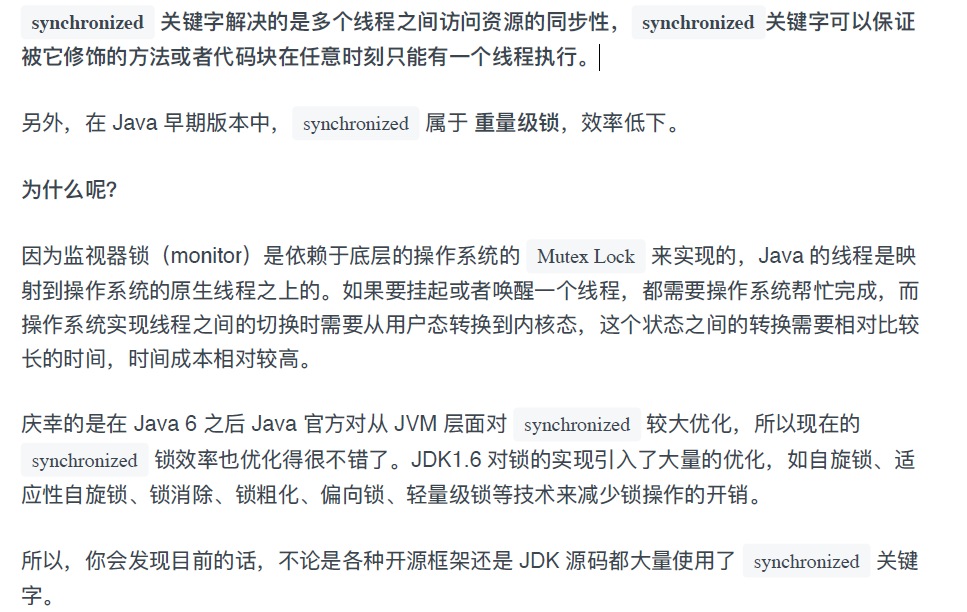 synchronized 关键字解决的是多个线程之间访问资源的同步性，synchronized 关键字可以保证
被它修饰的方法或者代码块在任意时刻只能有一个线程执行。
另外，在 Java 早期版本中，synchronized 属于 重量级锁，效率低下。
为什么呢？
因为监视器锁（monitor）是依赖于底层的操作系统的 Mutex Lock 来实现的，Java 的线程是映
射到操作系统的原生线程之上的。如果要挂起或者唤醒一个线程，都需要操作系统帮忙完成，而
操作系统实现线程之间的切换时需要从用户态转换到内核态，这个状态之间的转换需要相对比较
长的时间，时间成本相对较高。
庆幸的是在 Java 6 之后 Java 官方对从 JVM 层面对 synchronized 较大优化，所以现在的
synchronized 锁效率也优化得很不错了。JDK1.6 对锁的实现引入了大量的优化，如自旋锁、适
应性自旋锁、锁消除、锁粗化、偏向锁、轻量级锁等技术来减少锁操作的开销。
所以，你会发现目前的话，不论是各种开源框架还是 JDK 源码都大量使用了 synchronized 关键
字。